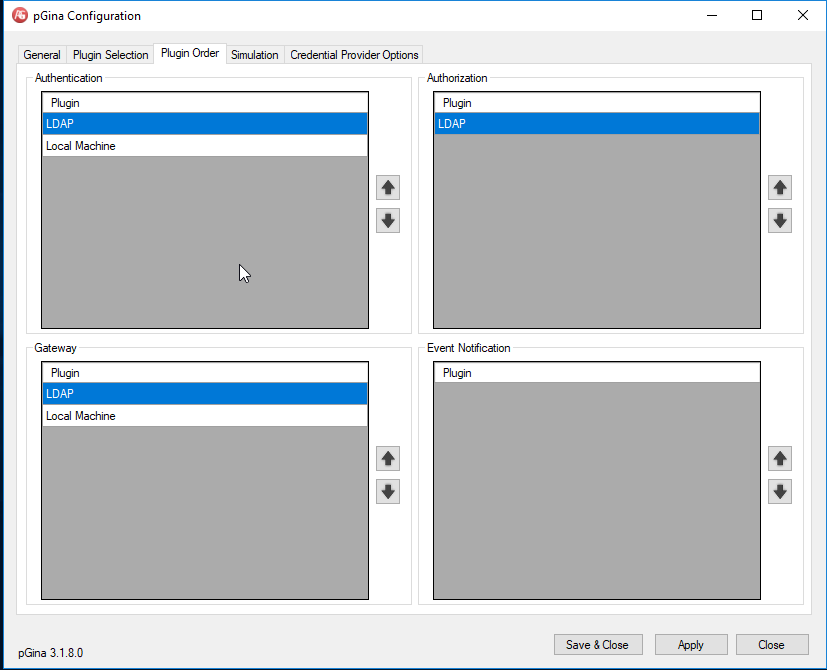 pGina Configuration
General
Plugin Selection
Plugin Order
Simulation
Credential Provider Options
Authentication
Plugin
LDAP
Local Machine
Authorization
Plugin
LDAP
Gateway
Plugin
LDAP
Local Machine
Event Notification
Plugin
pGina 3.1.8.0
Save & Close
Apply
Close